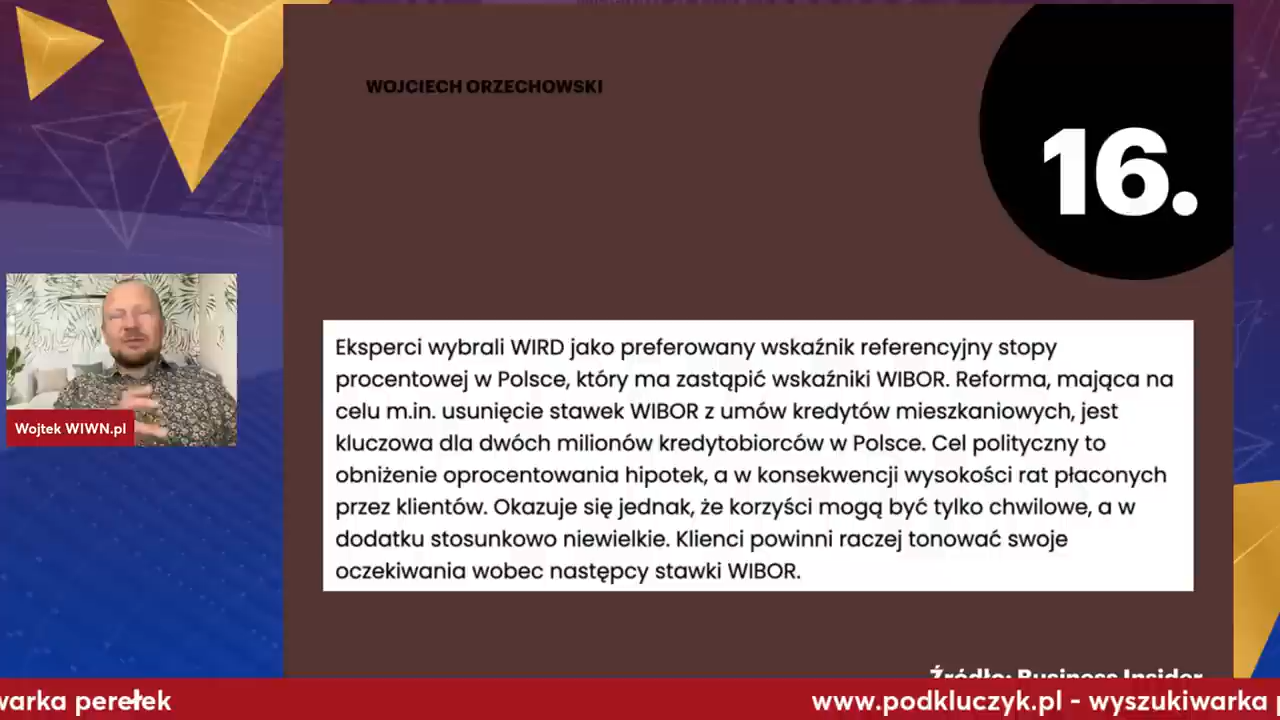 WOJCIECH ORZECHOWSKI
16.
Eksperci wybrali WIRD jako preferowany wskaźnik referencyjny stopy
procentowej w Polsce, który ma zastąpić wskaźniki WIBOR. Reforma, mająca na
celu m.in. usunięcie stawek WIBOR z umów kredytów mieszkaniowych, jest
kluczowa dla dwóch milionów kredytobiorców w Polsce. Cel polityczny to
obniżenie oprocentowania hipotek, a w konsekwencji wysokości rat płaconych
przez klientów. Okazuje się jednak, że korzyści mogą być tylko chwilowe, a w
dodatku stosunkowo niewielkie. Klienci powinni raczej tonować swoje
oczekiwania wobec następcy stawki WIBOR.
Wojtek WIWN.pl
Źródło: Business Insider
warka perełek www.podkluczyk.pl - wyszukiwarka p